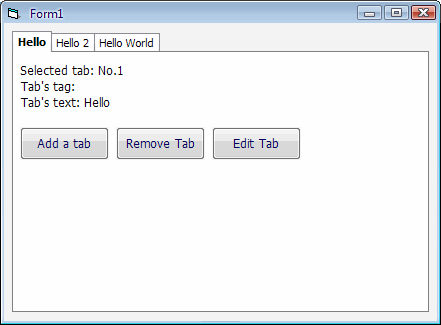 Form1
Hello Hello 2 Hello World
Selected tab: No.1
Tab's tag:
Tab's text: Hello
Add a tab Remove Tab Edit Tab